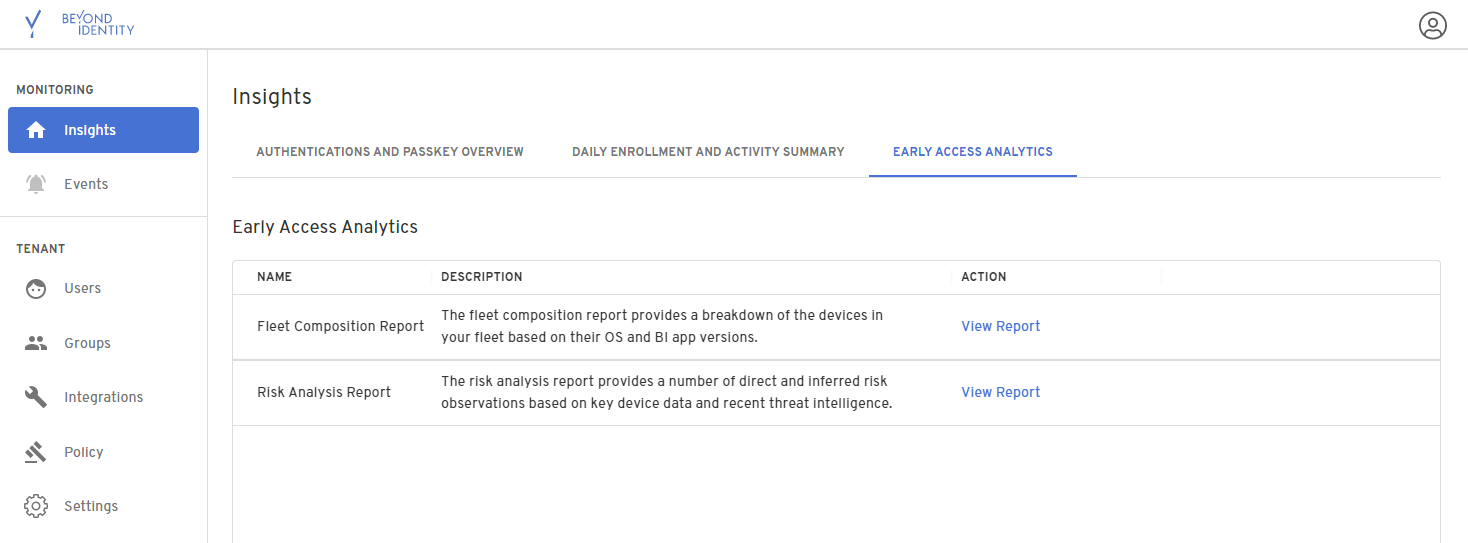 BEYOND
IDENTITY
MONITORING
Insights
Events
TENANT
Users
Groups
Integrations
Policy
Settings
Insights
AUTHENTICATIONS AND PASSKEY OVERVIEW
DAILY ENROLLMENT AND ACTIVITY SUMMARY
EARLY ACCESS ANALYTICS
Early Access Analytics
NAME
DESCRIPTION
ACTION
Fleet Composition Report
The fleet composition report provides a breakdown of the devices in
your fleet based on their OS and BI app versions.
View Report
Risk Analysis Report
The risk analysis report provides a number of direct and inferred risk
observations based on key device data and recent threat intelligence.
View Report